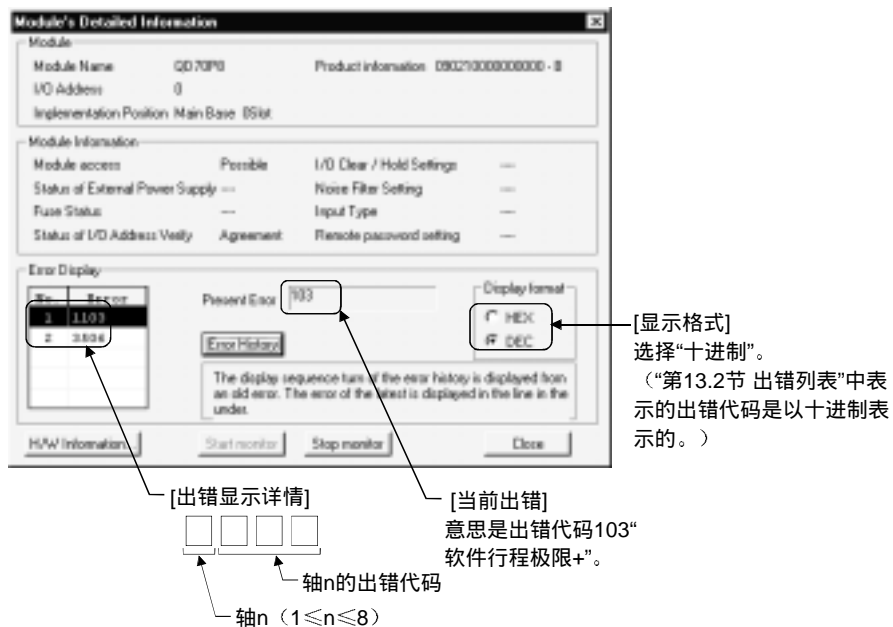 Module's Detailed Information
Module
Module Name QD70P8 Product information 090210000000000 - B
I/O Address 0
Implementation Position Main Base 0Slot
Module Information
Module access Possible I/O Clear / Hold Settings ---
Status of External Power Supply --- Noise Filter Setting ---
Fuse Status --- Input Type ---
Status of I/O Address Verify Agreement Remote password setting ---
Error Display
No. Error
1 1103
2 3504
Present Error 103
Display format
HEX
DEC
Error History
The display sequence turn of the error history is displayed from
an old error. The error of the latest is displayed in the line in the
under.
H/W Information... Start monitor Stop monitor Close
[显示格式]
选择“十进制”。
（“第13.2节 出错列表”中表
示的出错代码是以十进制表
示的。）
[出错显示详情]
[当前出错]
意思是出错代码103“
软件行程极限+”。
轴n的出错代码
轴n（1≤n≤8）